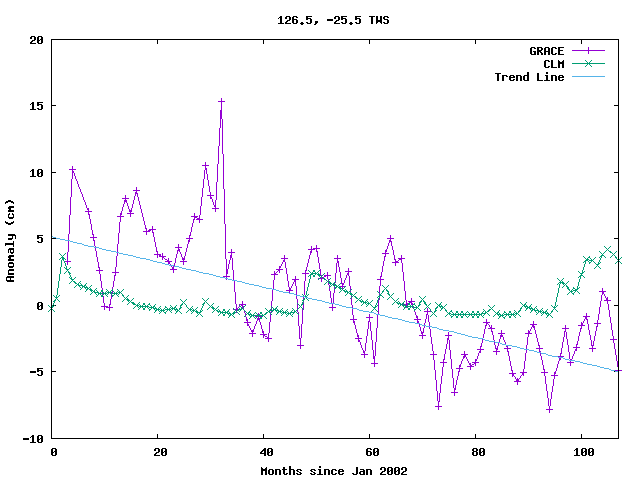 126.5, -25.5 TWS
GRACE
CLM
Trend Line
20
15
10
5
0
-5
-10
Anomaly (cm)
0 20 40 60 80 100
Months since Jan 2002